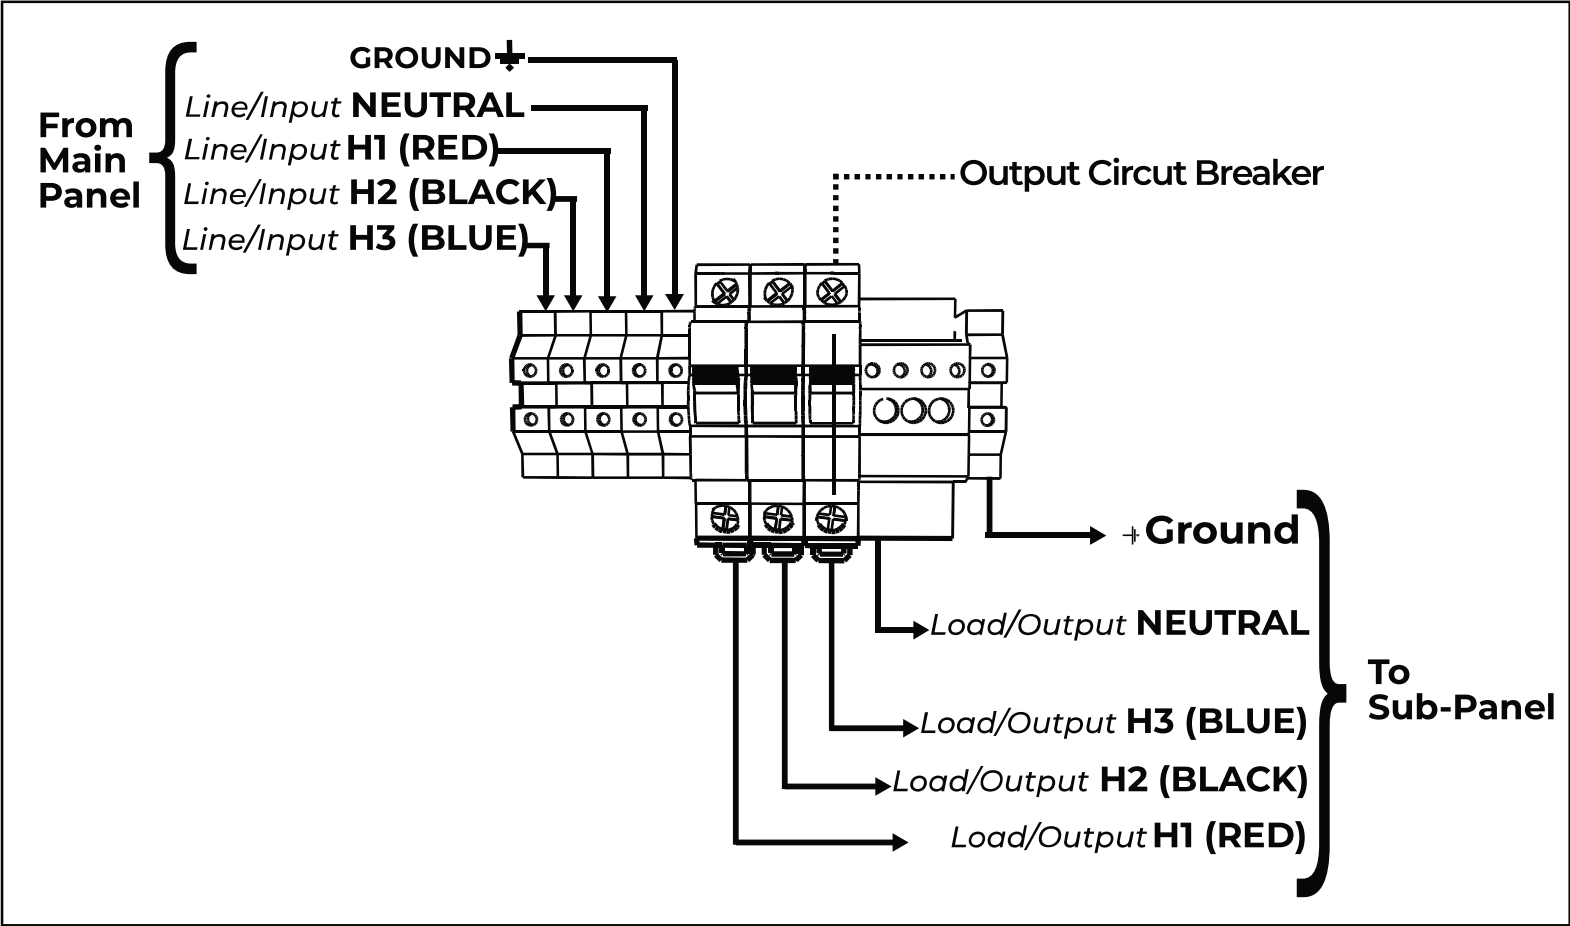 GROUND
Line/Input NEUTRAL
Line/Input H1 (RED)
Line/Input H2 (BLACK)
Line/Input H3 (BLUE)
From
Main
Panel
Output Circut Breaker
Ground
Load/Output NEUTRAL
Load/Output H3 (BLUE)
Load/Output H2 (BLACK)
Load/Output H1 (RED)
To
Sub-Panel